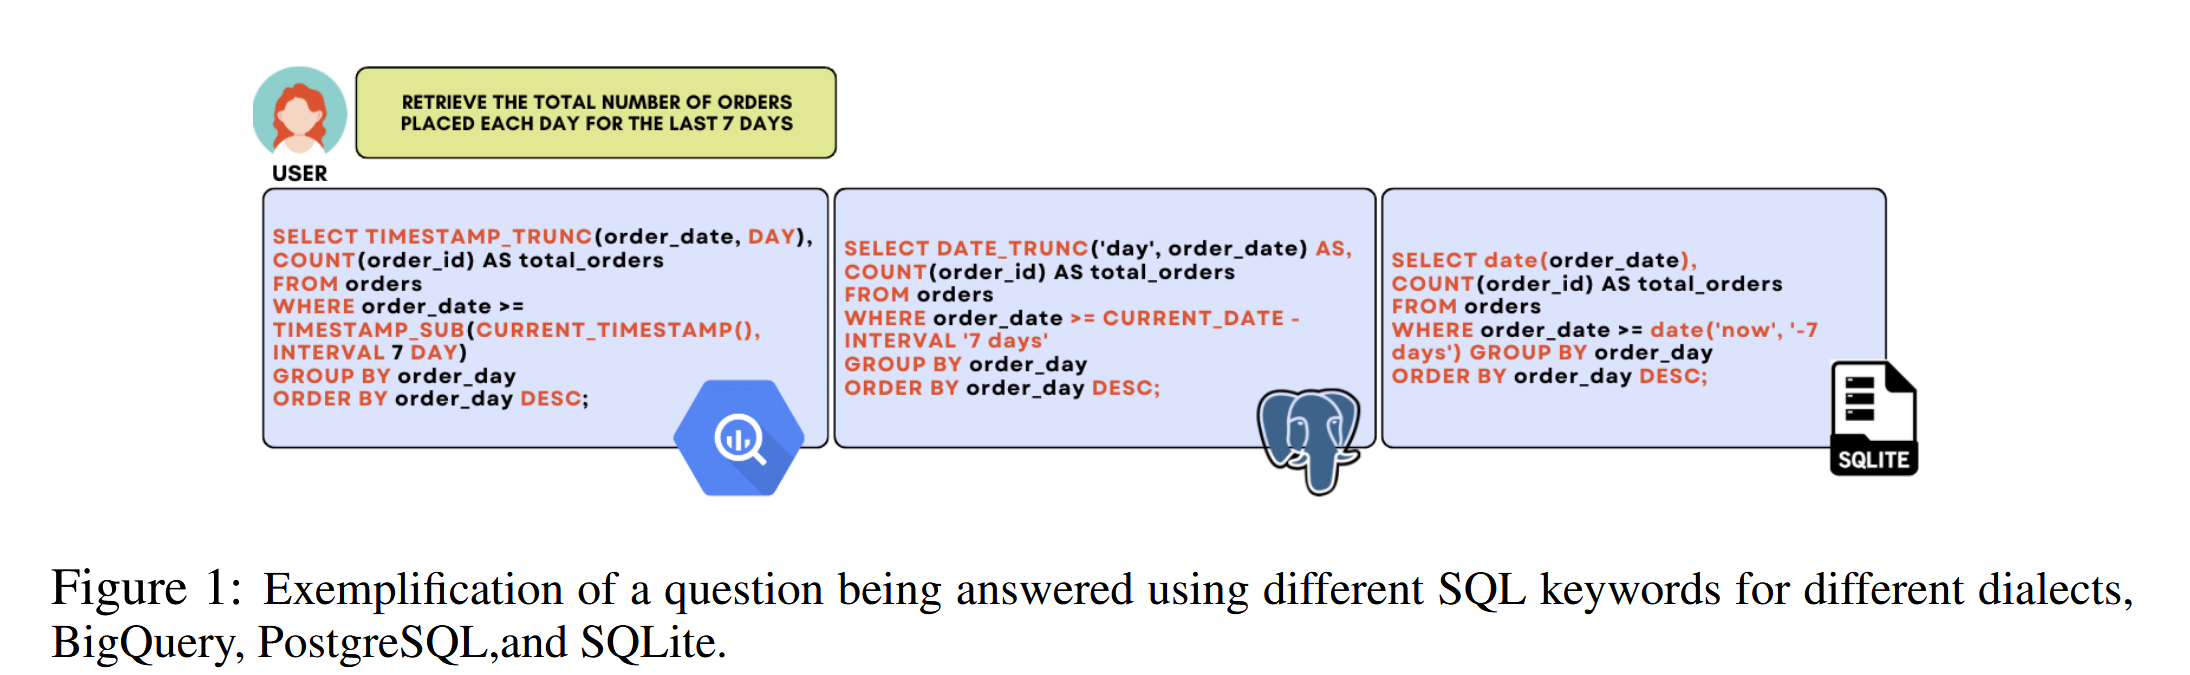 RETRIEVE THE TOTAL NUMBER OF ORDERS
PLACED EACH DAY FOR THE LAST 7 DAYS
USER
SELECT TIMESTAMP_TRUNC(order_date, DAY),
COUNT(order_id) AS total_orders
FROM orders
WHERE order_date >=
TIMESTAMP_SUB(CURRENT_TIMESTAMP(),
INTERVAL 7 DAY)
GROUP BY order_day
ORDER BY order_day DESC;
SELECT DATE_TRUNC('day', order_date) AS,
COUNT(order_id) AS total_orders
FROM orders
WHERE order_date >= CURRENT_DATE -
INTERVAL '7 days'
GROUP BY order_day
ORDER BY order_day DESC;
SELECT date(order_date),
COUNT(order_id) AS total_orders
FROM orders
WHERE order_date >= date('now', '-7
days') GROUP BY order_day
ORDER BY order_day DESC;
SQLITE
Figure 1: Exemplification of a question being answered using different SQL keywords for different dialects,
BigQuery, PostgreSQL,and SQLite.